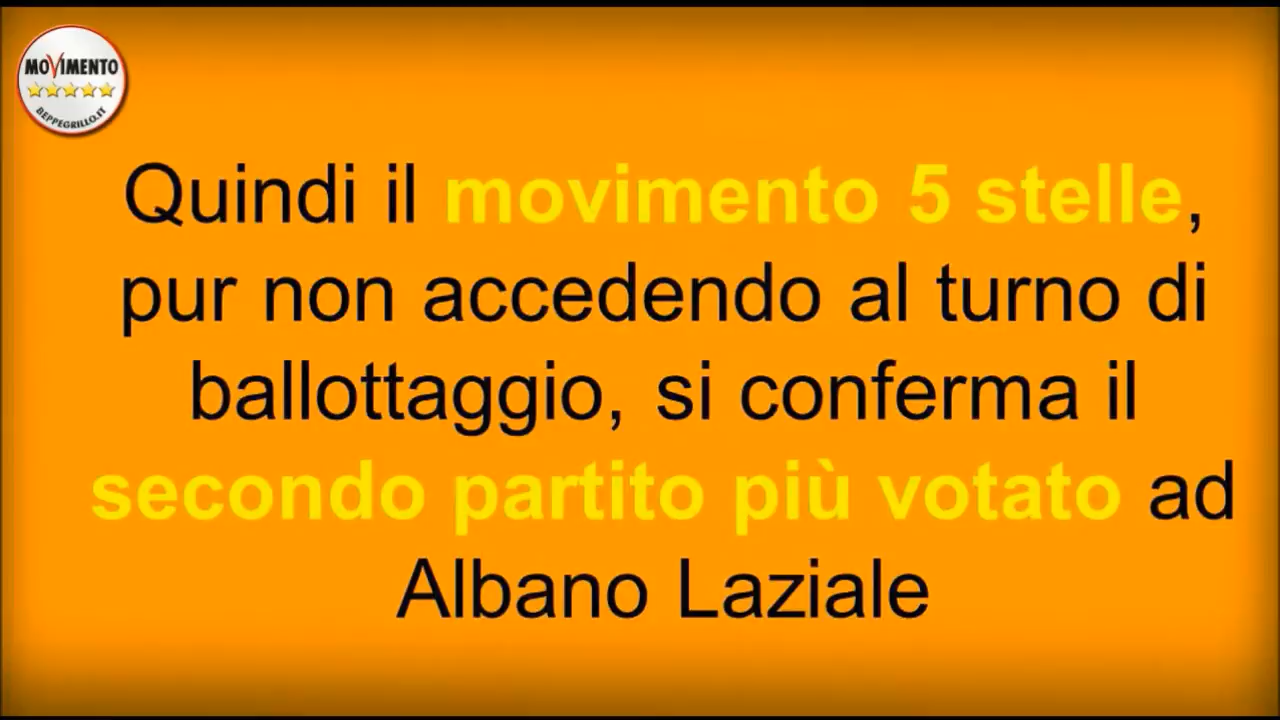 MOVIMENTO
BEPPEGRILLO.IT
Quindi il movimento 5 stelle,
pur non accedendo al turno di
ballottaggio, si conferma il
secondo partito più votato ad
Albano Laziale